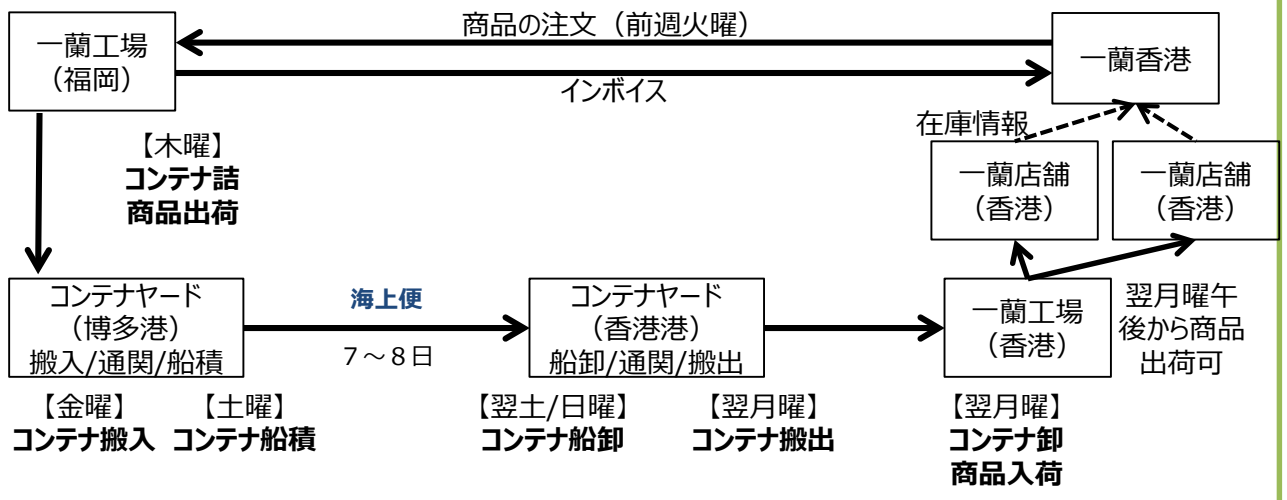 商品の注文（前週火曜）
一蘭工場
（福岡）
一蘭香港
インボイス
在庫情報
【木曜】
コンテナ詰
商品出荷
一蘭店舗
（香港）
一蘭店舗
（香港）
コンテナヤード
（博多港）
搬入/通関/船積
海上便
７～８日
コンテナヤード
（香港港）
船卸/通関/搬出
一蘭工場
（香港）
翌月曜午
後から商品
出荷可
【金曜】
コンテナ搬入
【土曜】
コンテナ船積
【翌土/日曜】
コンテナ船卸
【翌月曜】
コンテナ搬出
【翌月曜】
コンテナ卸
商品入荷